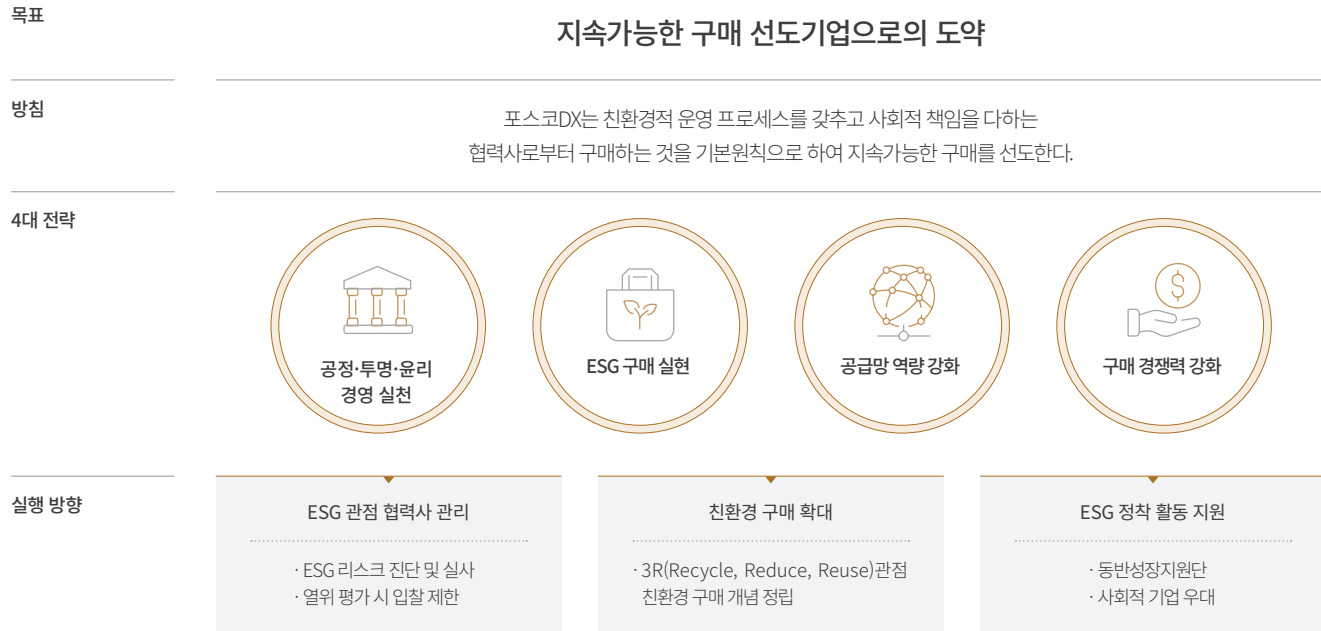 목표
지속가능한 구매 선도기업으로의 도약
방침
포스코DX는 친환경적 운영 프로세스를 갖추고 사회적 책임을 다하는
협력사로부터 구매하는 것을 기본원칙으로 하여 지속가능한 구매를 선도한다.
4대 전략
공정·투명·윤리
경영 실천
ESG 구매 실현
공급망 역량 강화
구매 경쟁력 강화
실행 방향
ESG 관점 협력사 관리
· ESG 리스크 진단 및 실사
· 열위 평가 시 입찰 제한
친환경 구매 확대
· 3R(Recycle, Reduce, Reuse)관점
친환경 구매 개념 정립
ESG 정착 활동 지원
· 동반성장지원단
· 사회적 기업 우대